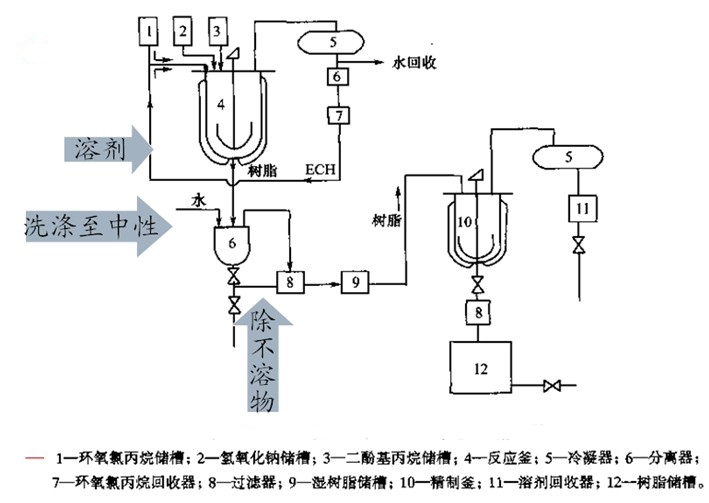 1
2
3
5
水回收
6
4
7
溶剂
树脂
ECH
水
洗涤至中性
6
8
9
树脂
10
5
11
8
12
除不溶物
1—环氧氯丙烷储槽；2—氢氧化钠储槽；3—二酚基丙烷储槽；4—反应釜；5—冷凝器；6—分离器；
7—环氧氯丙烷回收器；8—过滤器；9—湿树脂储槽；10—精制釜；11—溶剂回收器；12—树脂储槽。